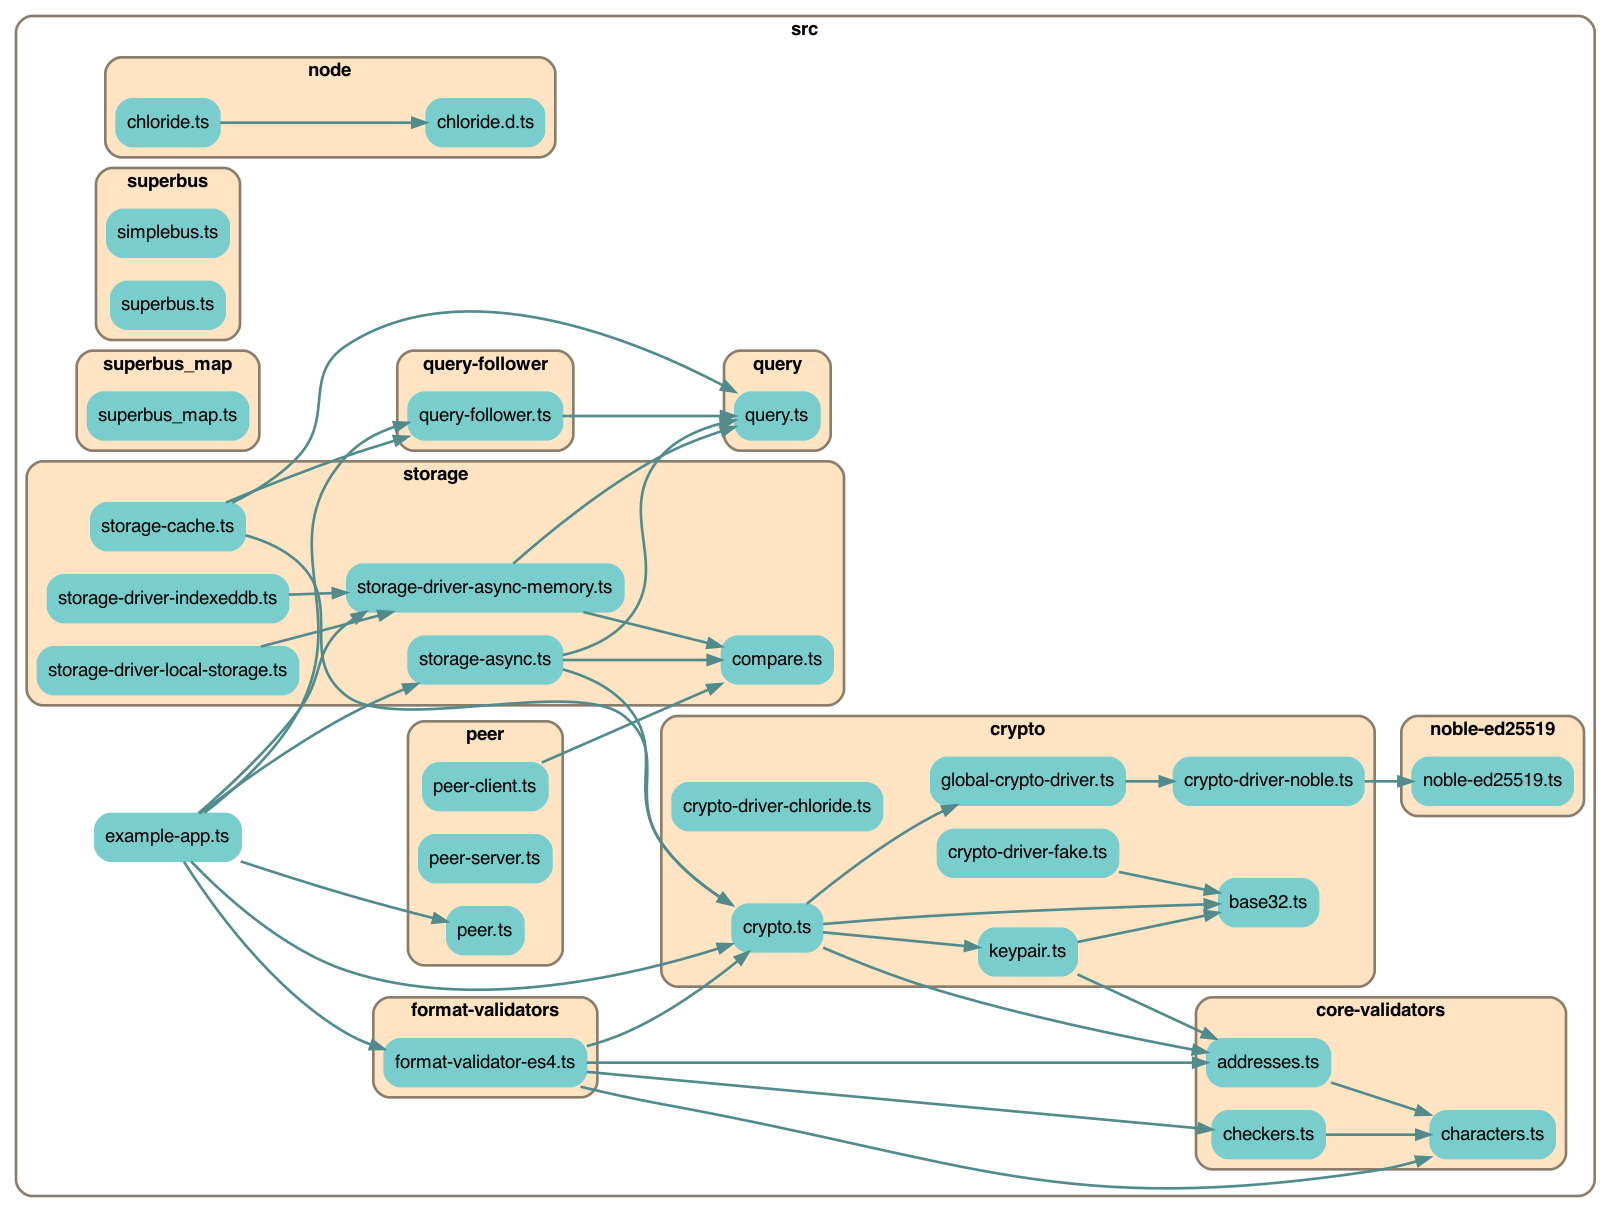 src
node
chloride.ts
chloride.d.ts
superbus
simplebus.ts
superbus.ts
superbus_map
superbus_map.ts
query-follower
query-follower.ts
query
query.ts
storage
storage-cache.ts
storage-driver-indexeddb.ts
storage-driver-async-memory.ts
storage-driver-local-storage.ts
storage-async.ts
compare.ts
peer
peer-client.ts
peer-server.ts
peer.ts
example-app.ts
crypto
crypto-driver-chloride.ts
global-crypto-driver.ts
crypto-driver-noble.ts
crypto-driver-fake.ts
base32.ts
crypto.ts
keypair.ts
noble-ed25519
noble-ed25519.ts
format-validators
format-validator-es4.ts
core-validators
addresses.ts
checkers.ts
characters.ts